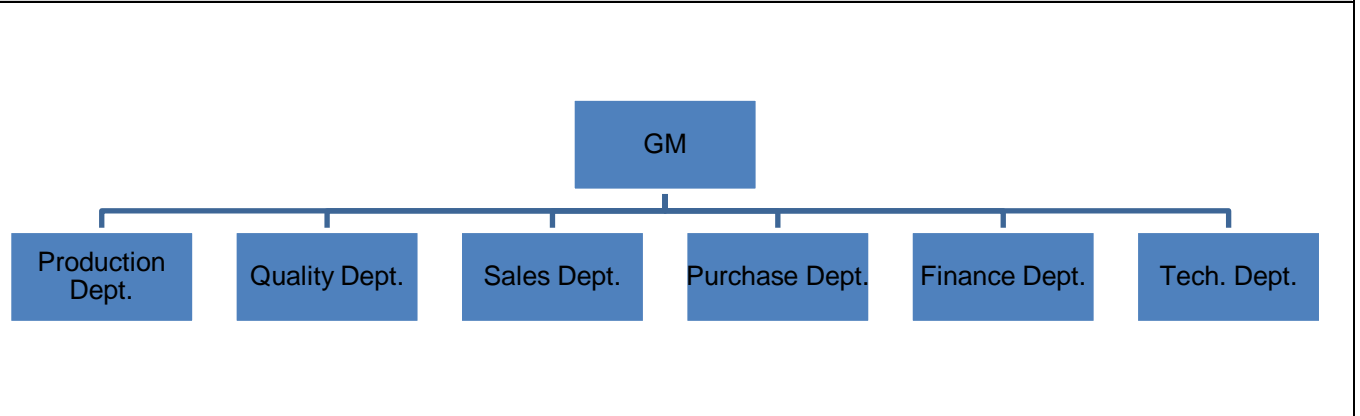 GM
Production
Dept.
Quality Dept.
Sales Dept.
Purchase Dept.
Finance Dept.
Tech. Dept.